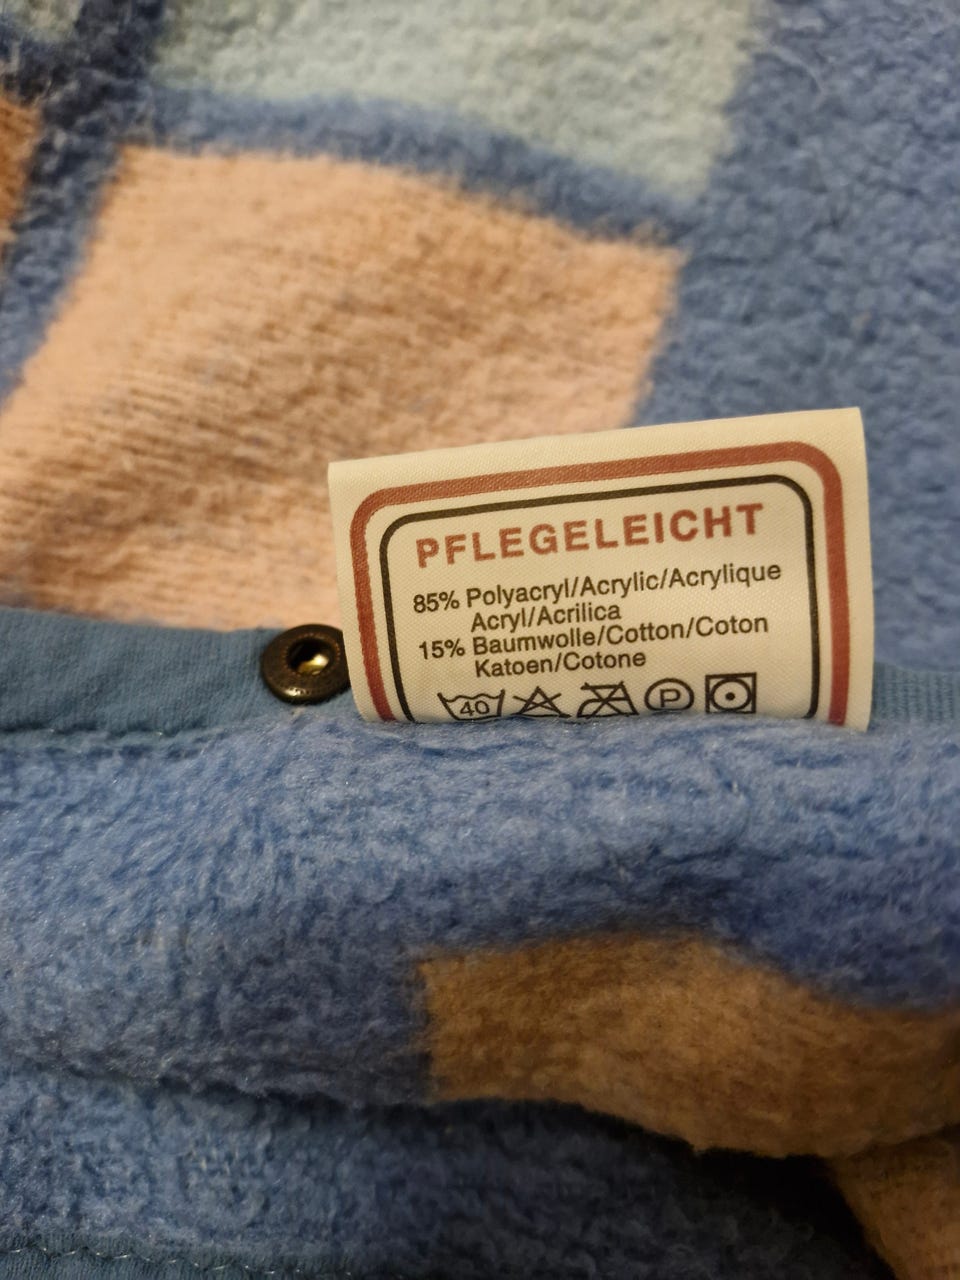 PFLEGELEICHT
85% Polyacryl/Acrylic/Acrylique
Acryl/Acrilica
15% Baumwolle/Cotton/Coton
Katoen/Cotone
40 P